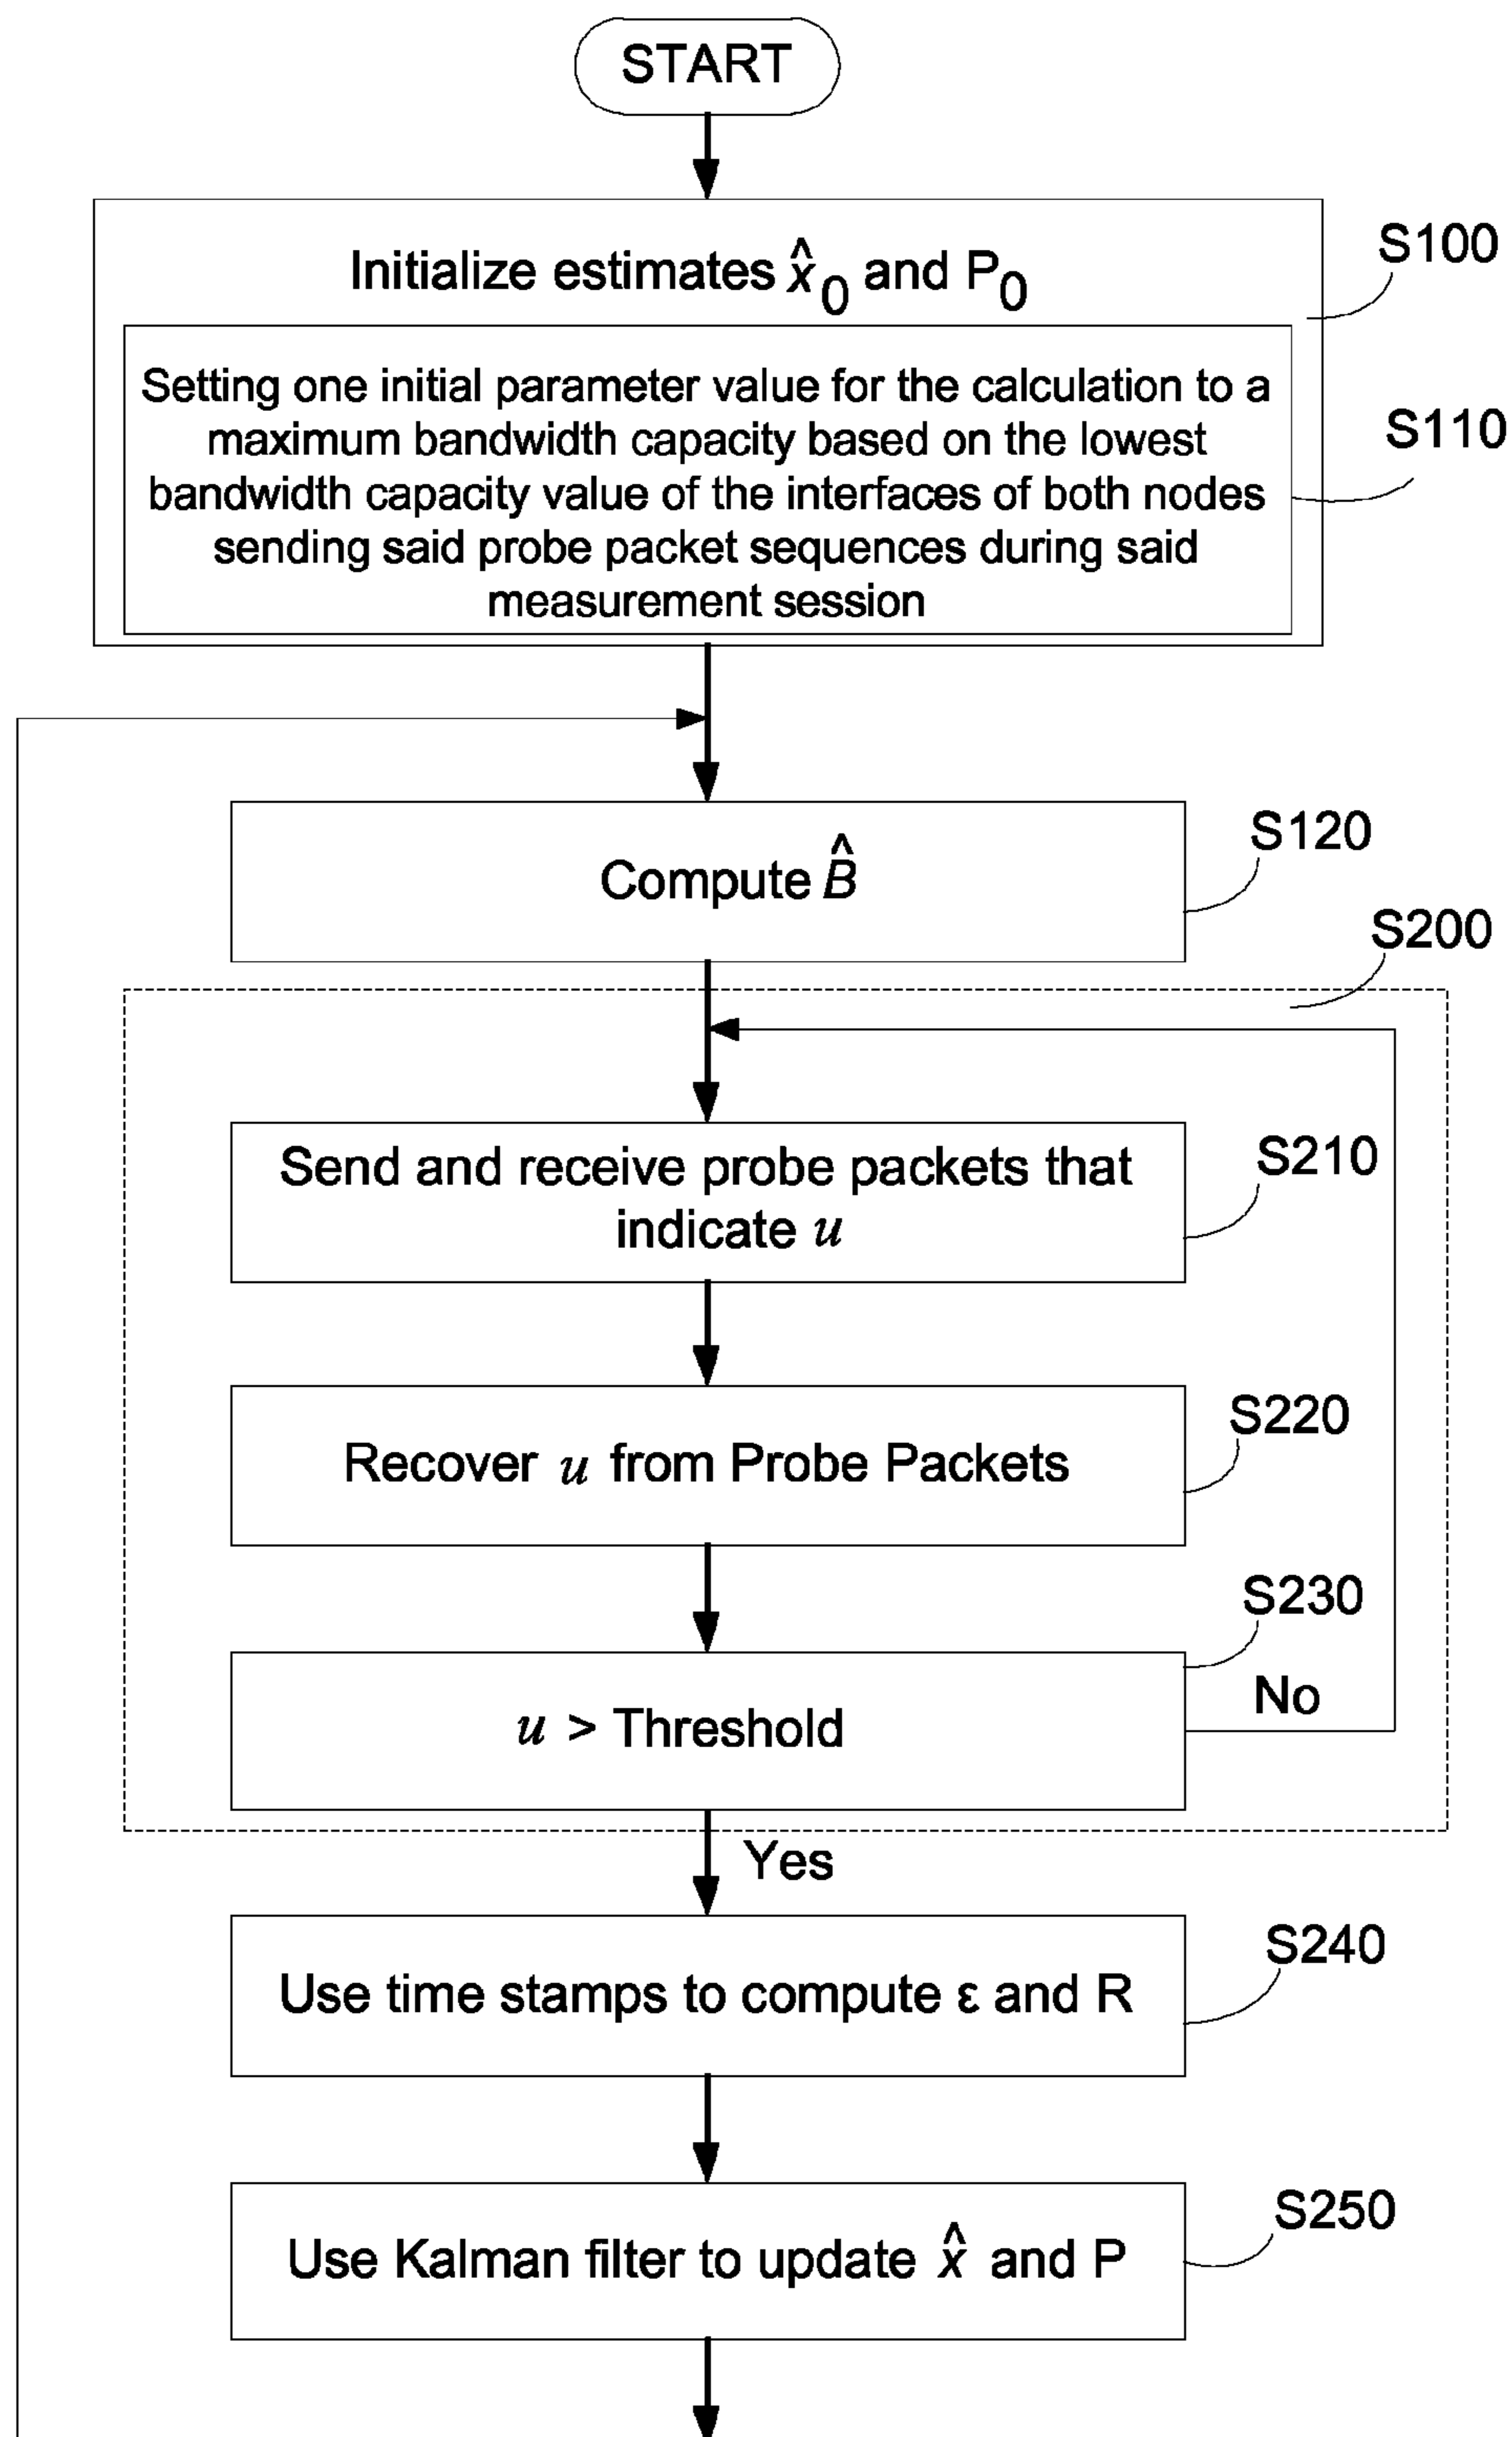 START
Initialize estimates x̂₀ and P₀
S100
Setting one initial parameter value for the calculation to a
maximum bandwidth capacity based on the lowest
bandwidth capacity value of the interfaces of both nodes
sending said probe packet sequences during said
measurement session
S110
Compute B̂
S120
S200
Send and receive probe packets that
indicate u
S210
Recover u from Probe Packets
S220
S230
u > Threshold
No
Yes
Use time stamps to compute ε and R
S240
Use Kalman filter to update x̂ and P
S250